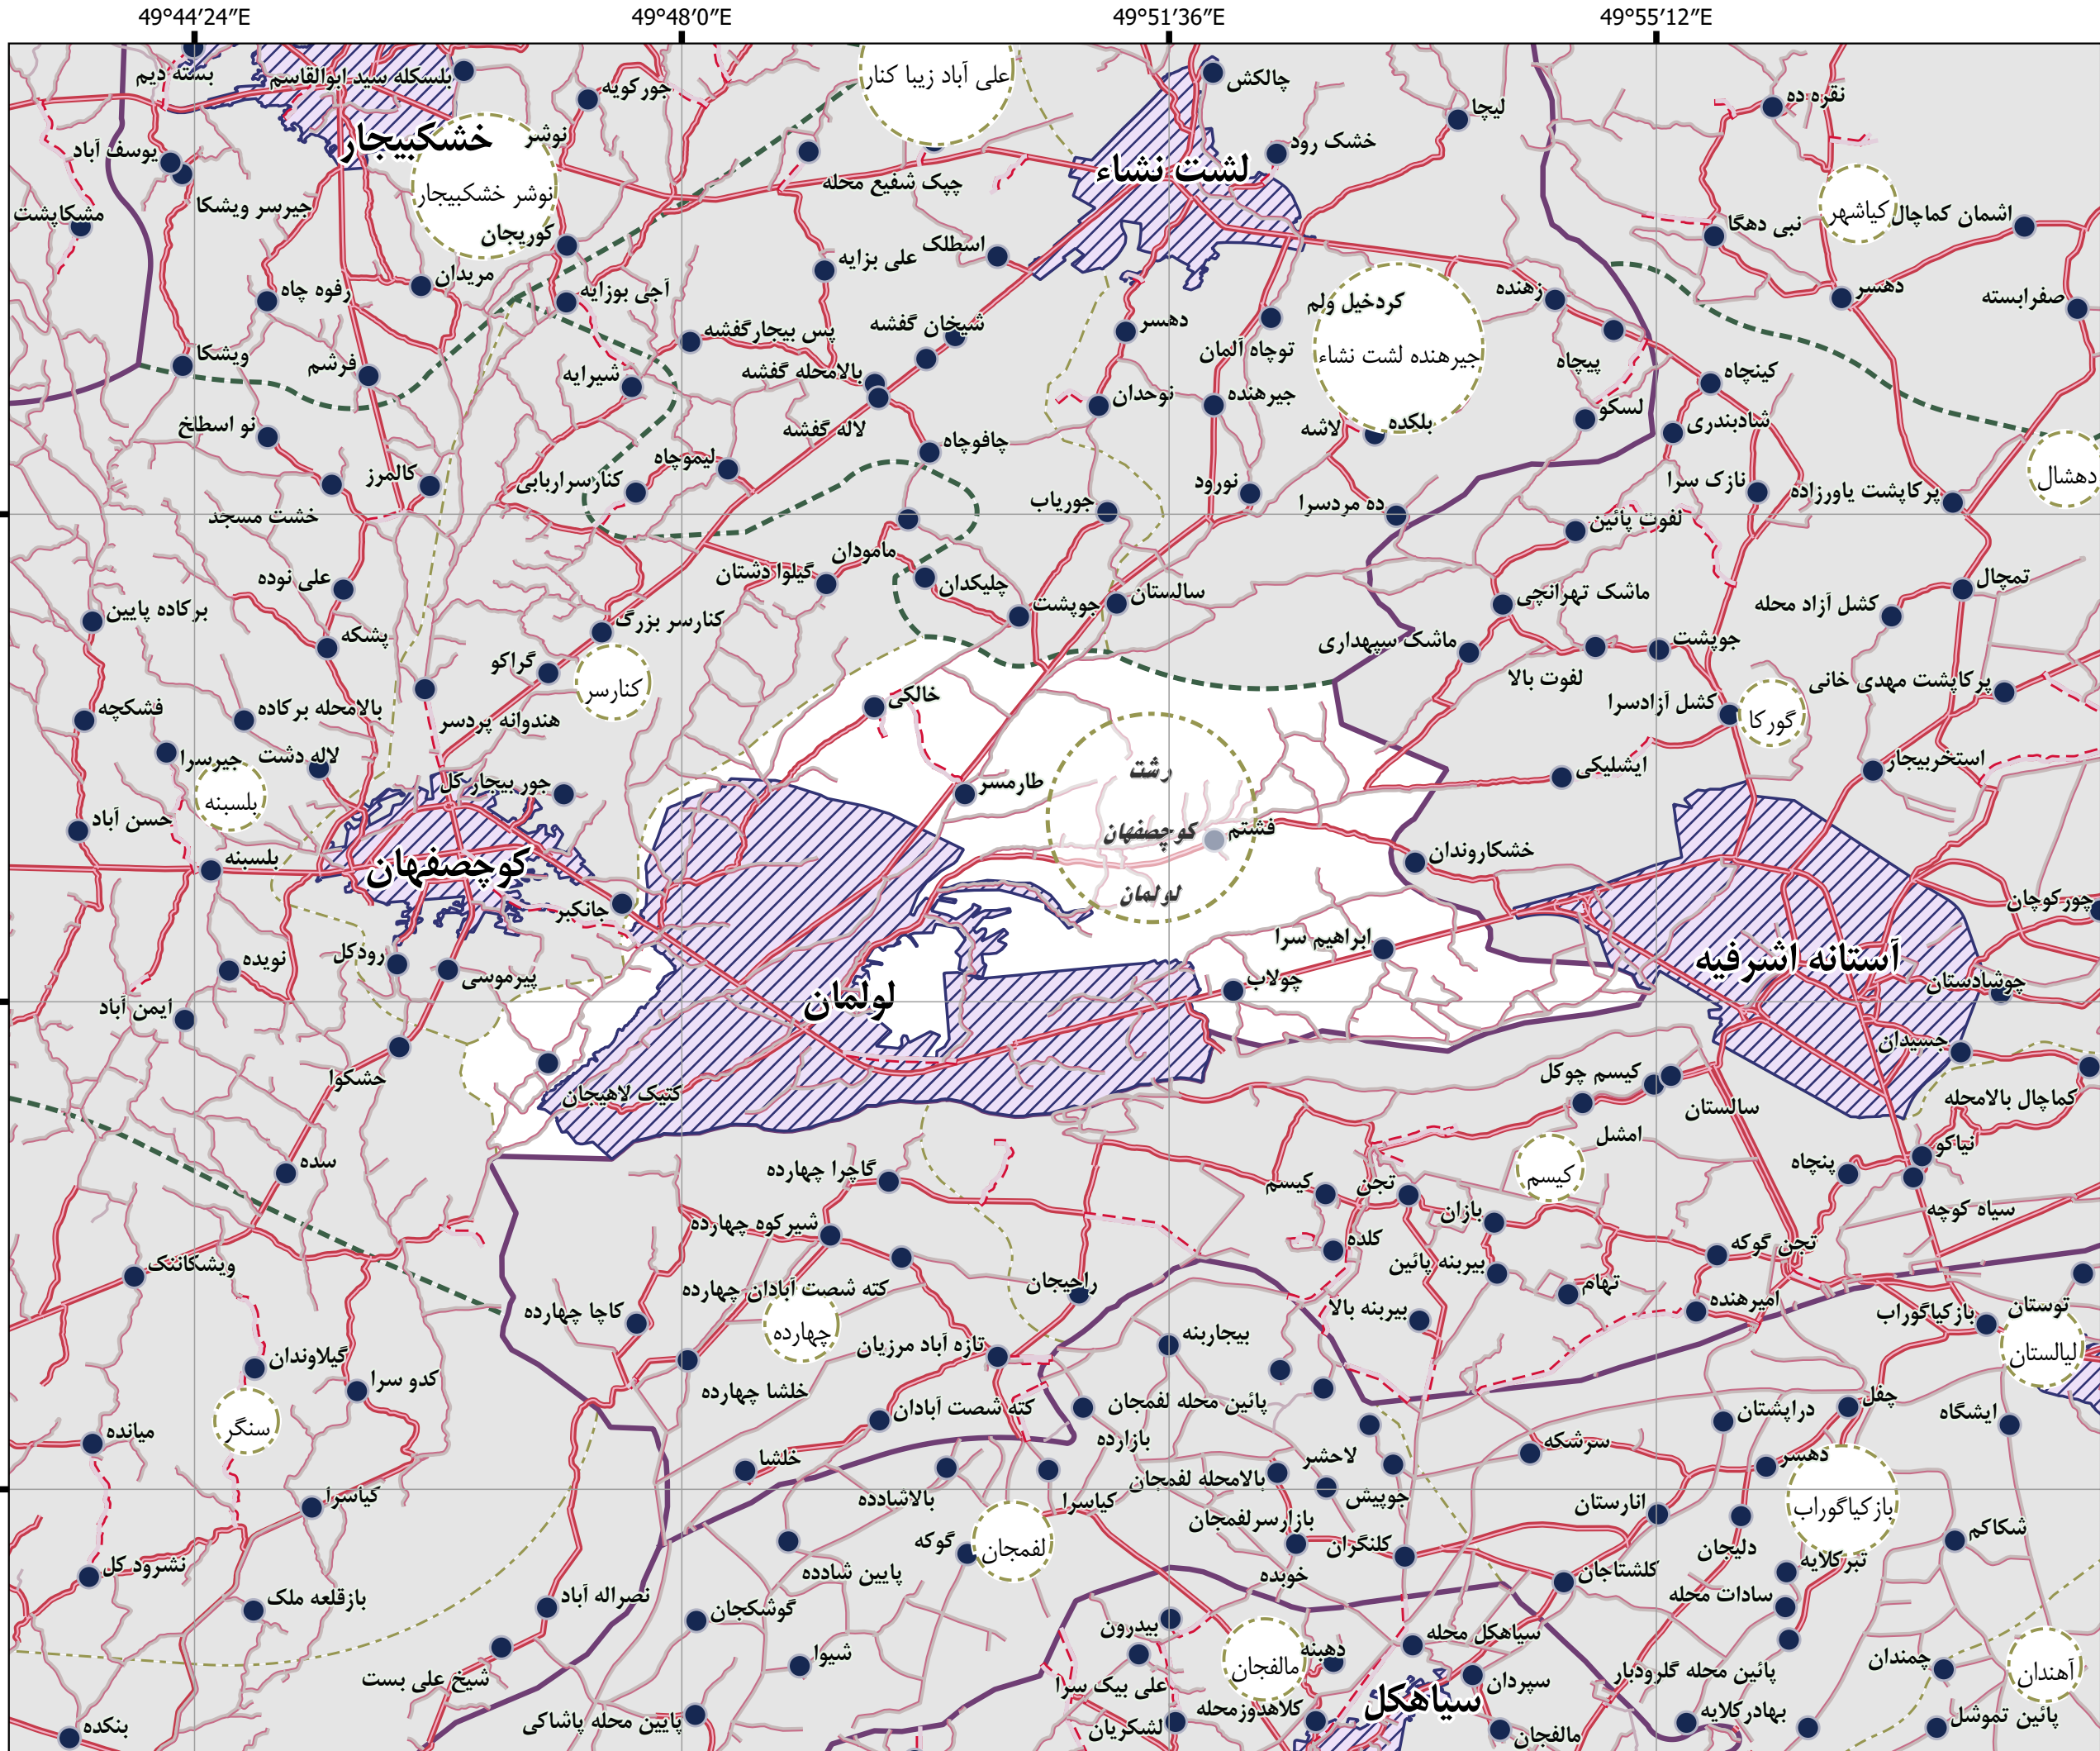 49°44′24″E
49°48′0″E
49°51′36″E
49°55′12″E
بسته دیم
بلسکله سید ابوالقاسم
جورکویه
علی آباد زیبا کنار
چالکش
لیچا
نقره ده
خشکبیجار
نوشر
یوسف آباد
خشک رود
لشت نشاء
چپک شفیع محله
نوشر خشکبیجار
جیرسر ویشکا
مشکاپشت
کیاشهر
اشمان کماچال
نبی دهگا
کوریجان
اسطلک
علی بزایه
مریدان
آجی بوزایه
رفوه چاه
کردخیل ولم
زهنده
دهسر
صفرابسته
شیخان گفشه
دهسر
پس بیجارگفشه
توچاه آلمان
جیرهنده لشت نشاء
پیچاه
ویشکا
فرشم
شیرایه
بالامحله گفشه
کینچاه
نوحدان
جیرهنده
لسکو
شادبندری
نو اسطلخ
لاله گفشه
چافوچاه
لاشه
بلکده
لیموچاه
کالمرز
کنارسراربابی
نورود
نازک سرا
دهشال
پرکاپشت یاورزاده
جورباب
ده مردسرا
خشت مسجد
لفوت پائین
مامودان
گیلوا دشتان
علی نوده
چلیکدان
جوپشت
سالستان
ماشک تهرانچی
تمچال
کشل آزاد محله
برکاده پایین
پشکه
کنارسر بزرگ
ماشک سپهداری
جوپشت
گراکو
کنارسر
لفوت بالا
پرکاپشت مهدی خانی
خالکی
کشل آزادسرا
گورکا
فشکچه
بالامحله برکاده
هندوانه پردسر
جیرسرا
لاله دشت
جور بیجار کل
طارمسر
رشت
ایشلیکی
استخربیجار
بلسبنه
حسن آباد
کوچصفهان
فشتم
خشکاروندان
بلسبنه
کوچصفهان
لولمان
جانکبر
جورکوچان
نویده
رودکل
پیرموسی
ابراهیم سرا
آستانه اشرفیه
چولاب
چوشادستان
ایمن آباد
لولمان
جسیدان
خشکوا
کتیک لاهیجان
کیسم چوکل
سالستان
کماچال بالامحله
امشل
نیاکو
سده
گاچرا چهارده
کیسم
تجن
کیسم
پنچاه
بازان
سیاه کوچه
شیرکوه چهارده
کلده
تجن گوکه
ویشکاننک
بیربنه پائین
کته شصت آبادان چهارده
راجیجان
تهام
کاچا چهارده
چهارده
بیربنه بالا
امیرهنده
بازکیاگوراب
توستان
بیجاربنه
تازه آباد مرزیان
لیالستان
گیلاوندان
کدو سرا
خلشا چهارده
کته شصت آبادان
پائین محله لفمجان
چفل
دراپشتان
ایشگاه
سنگر
میانده
بازارده
لاحشر
سرشکه
دهسر
خلشا
بالامحله لفمجان
جوپیش
کیاسرا
بالاشادده
کیاسرا
انارستان
بازکیاگوراب
بازارسرلفمجان
شکاکم
گوکه
لفمجان
کلنگران
دلیجان
تبرکلایه
نشرودکل
پایین شادده
خوبده
کلشتاجان
سادات محله
بازقلعه ملک
نصراله آباد
گوشکجان
بیدرون
سیاهکل محله
دهبنه
مالفجان
شیوا
علی بیک سرا
شیخ علی بست
سپردان
پائین محله گلرودبار
چمندان
آهندان
سیاهکل
کلاهدوزمحله
بنکده
پایین محله پاشاکی
لشکریان
مالفجان
بهادرکلایه
پائین تموشل